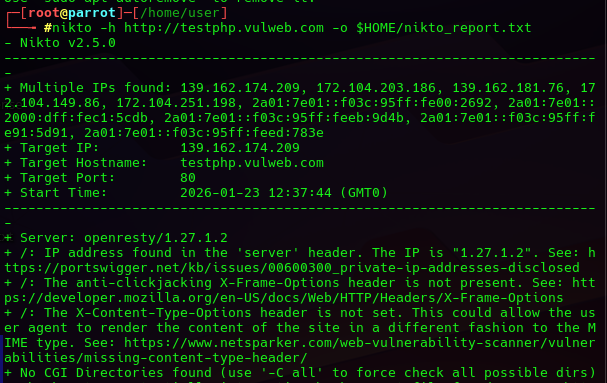 ┌─[root@parrot]─[/home/user]
└──╼ #nikto -h http://testphp.vulweb.com -o $HOME/nikto_report.txt
- Nikto v2.5.0
---------------------------------------------------------------------------
-
+ Multiple IPs found: 139.162.174.209, 172.104.203.186, 139.162.181.76, 17
2.104.149.86, 172.104.251.198, 2a01:7e01::f03c:95ff:fe00:2692, 2a01:7e01::
2000:dff:fec1:5cdb, 2a01:7e01::f03c:95ff:feeb:9d4b, 2a01:7e01::f03c:95ff:f
e91:5d91, 2a01:7e01::f03c:95ff:feed:783e
+ Target IP:          139.162.174.209
+ Target Hostname:    testphp.vulweb.com
+ Target Port:        80
+ Start Time:         2026-01-23 12:37:44 (GMT0)
---------------------------------------------------------------------------
-
+ Server: openresty/1.27.1.2
+ /: IP address found in the 'server' header. The IP is "1.27.1.2". See: h
ttps://portswigger.net/kb/issues/00600300_private-ip-addresses-disclosed
+ /: The anti-clickjacking X-Frame-Options header is not present. See: htt
ps://developer.mozilla.org/en-US/docs/Web/HTTP/Headers/X-Frame-Options
+ /: The X-Content-Type-Options header is not set. This could allow the us
er agent to render the content of the site in a different fashion to the M
IME type. See: https://www.netsparker.com/web-vulnerability-scanner/vulner
abilities/missing-content-type-header/
+ No CGI Directories found (use '-C all' to force check all possible dirs)